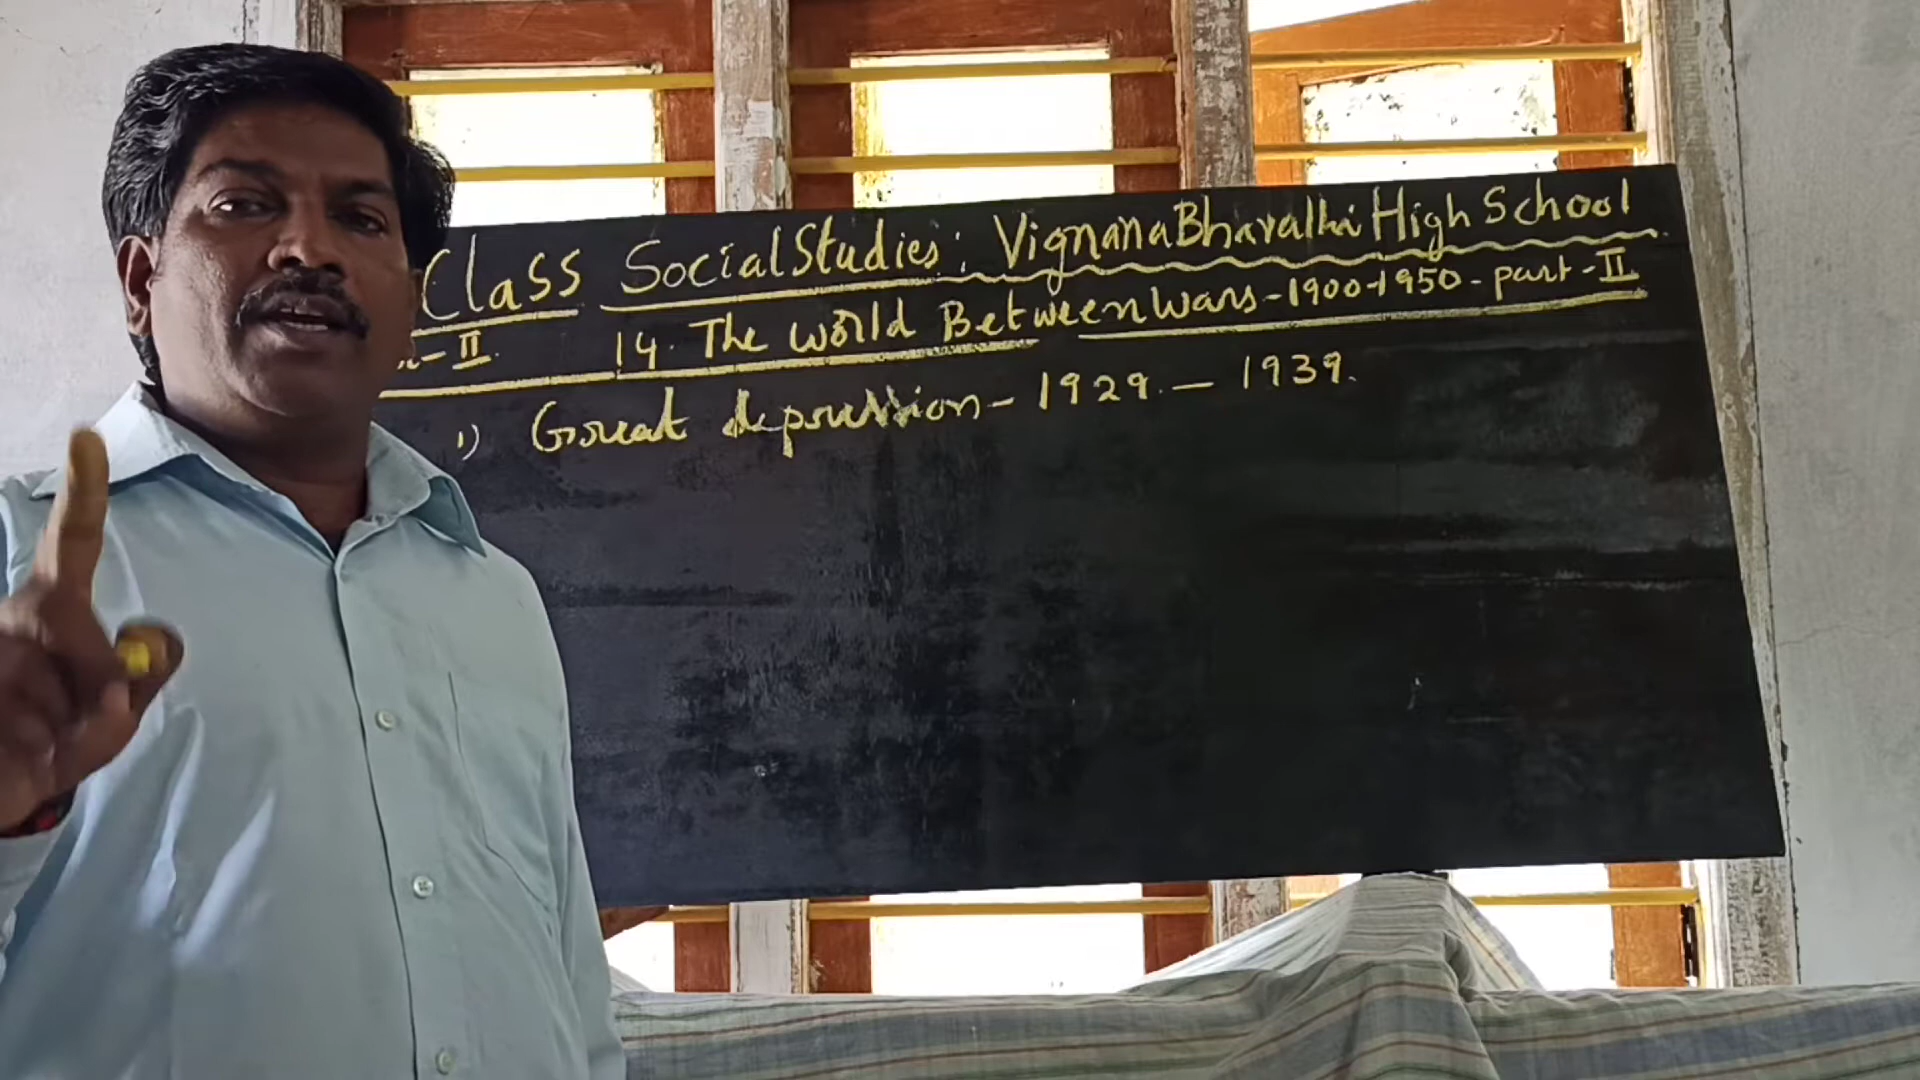 Class Social Studies: Vignana Bharathi High School
- II 14. The world Between Wars - 1900-1950 - part - II
1) Great depression - 1929. - 1939.